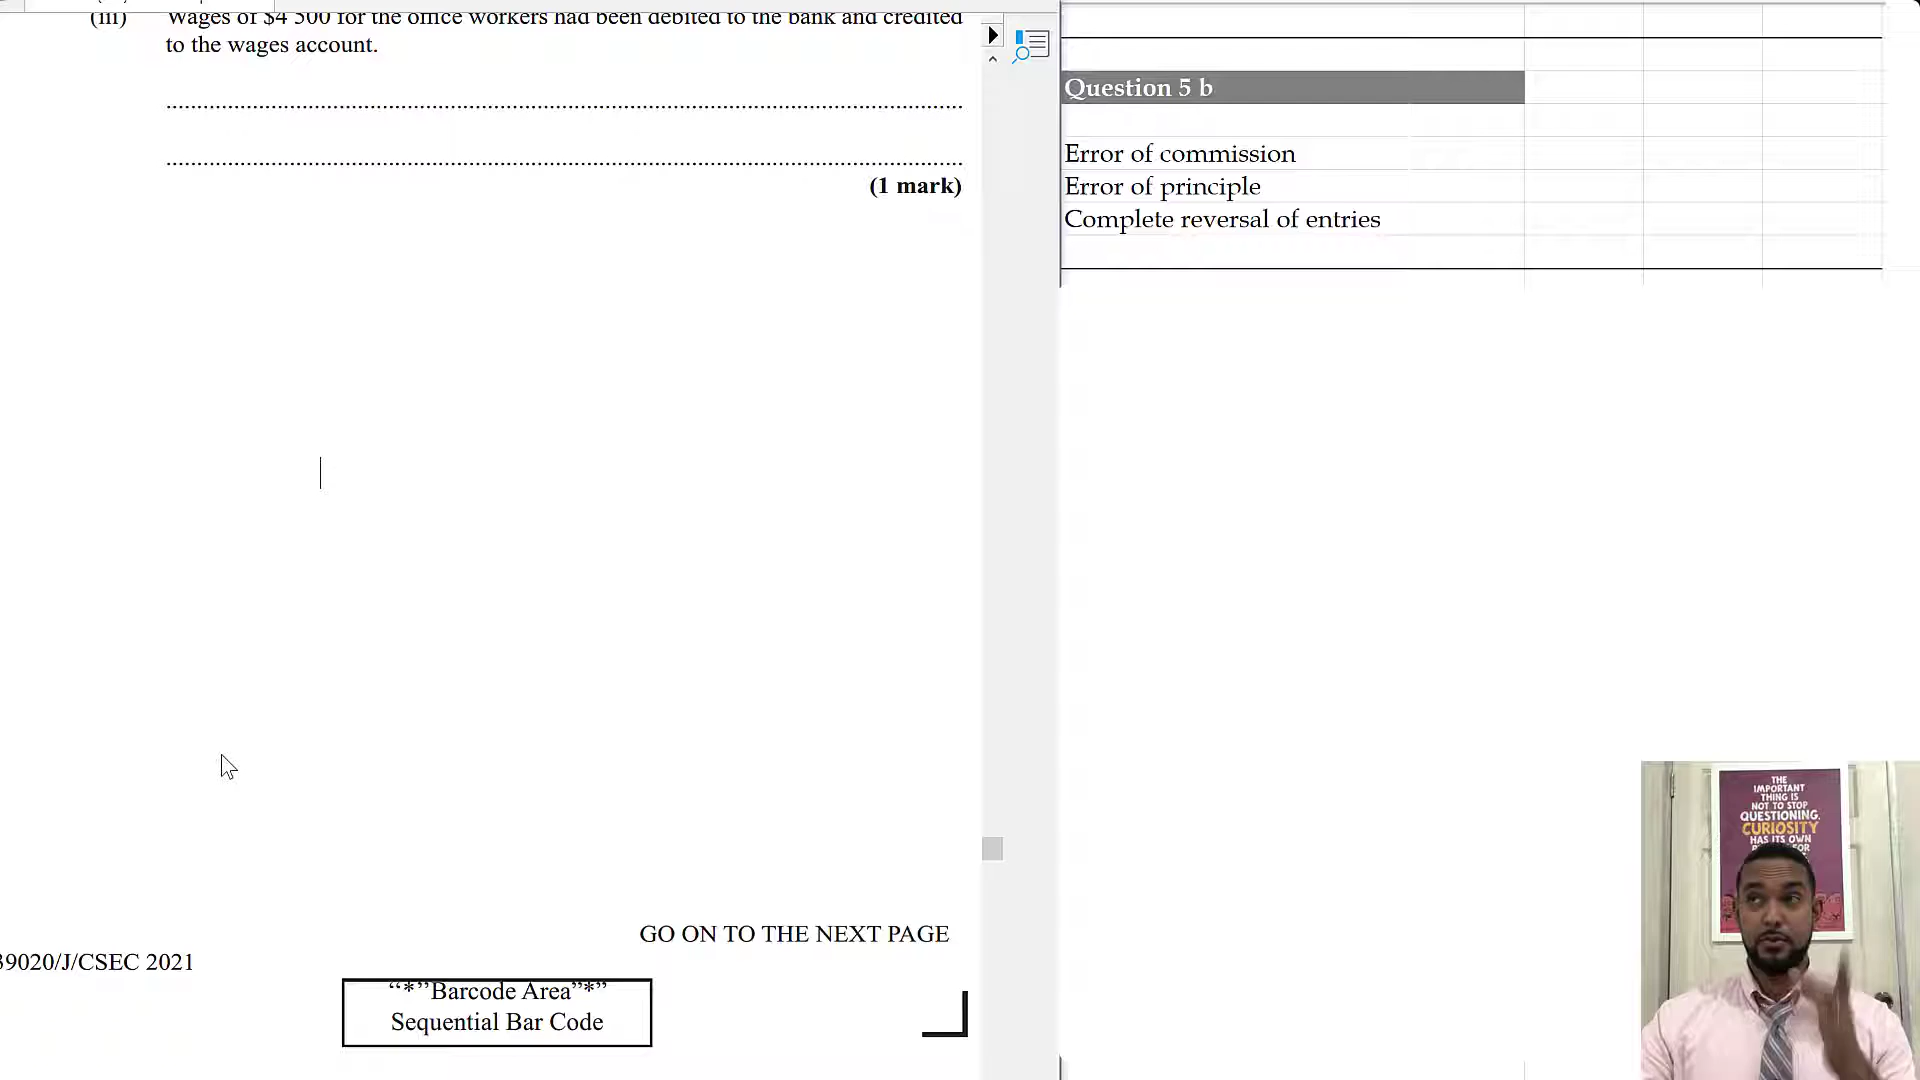 (iii) Wages of $4 500 for the office workers had been debited to the bank and credited
to the wages account.
(1 mark)
GO ON TO THE NEXT PAGE
39020/J/CSEC 2021
“*”Barcode Area”*”
Sequential Bar Code
Question 5 b
Error of commission
Error of principle
Complete reversal of entries
THE
IMPORTANT
THING IS
NOT TO STOP
QUESTIONING.
CURIOSITY
HAS ITS OWN